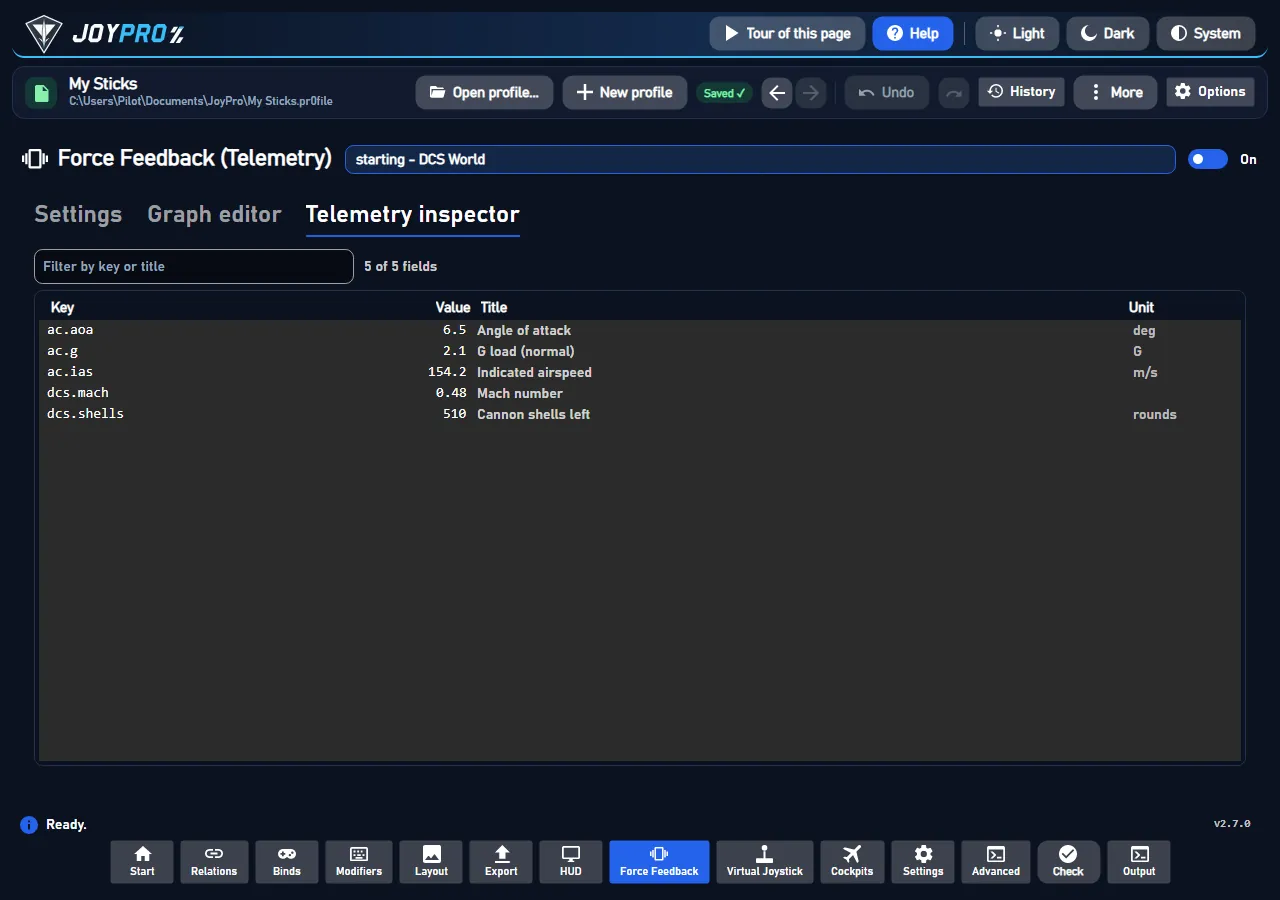 JOYPRO
Tour of this page
Help
Light
Dark
System
My Sticks
C:\Users\Pilot\Documents\JoyPro\My Sticks.pr0file
Open profile...
New profile
Saved ✓
Undo
History
More
Options
Force Feedback (Telemetry)
starting - DCS World
On
Settings
Graph editor
Telemetry inspector
Filter by key or title
5 of 5 fields
Key Value Title Unit
ac.aoa 6.5 Angle of attack deg
ac.g 2.1 G load (normal) G
ac.ias 154.2 Indicated airspeed m/s
dcs.mach 0.48 Mach number
dcs.shells 510 Cannon shells left rounds
Ready.
v2.7.0
Start
Relations
Binds
Modifiers
Layout
Export
HUD
Force Feedback
Virtual Joystick
Cockpits
Settings
Advanced
Check
Output